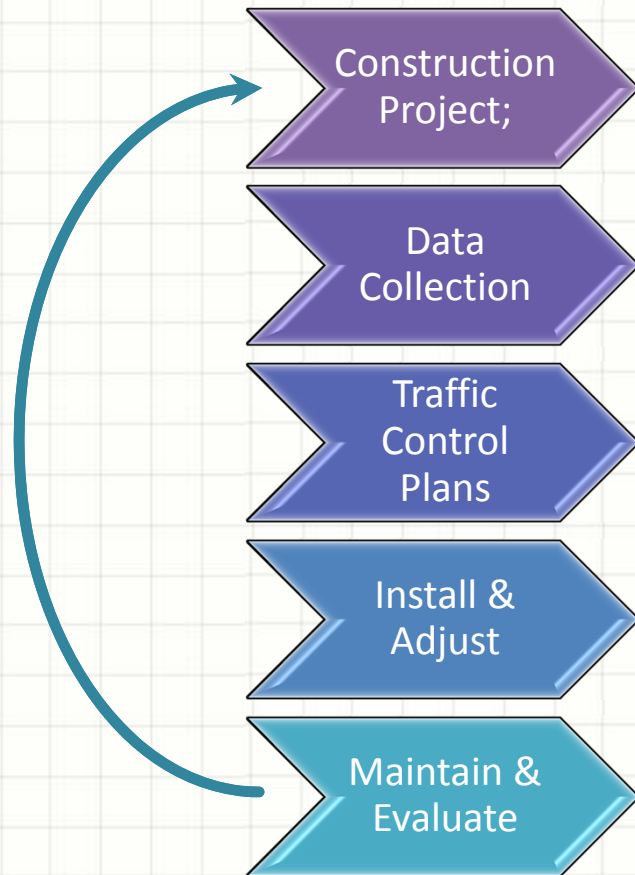 Construction
Project;
Data
Collection
Traffic
Control
Plans
Install &
Adjust
Maintain &
Evaluate